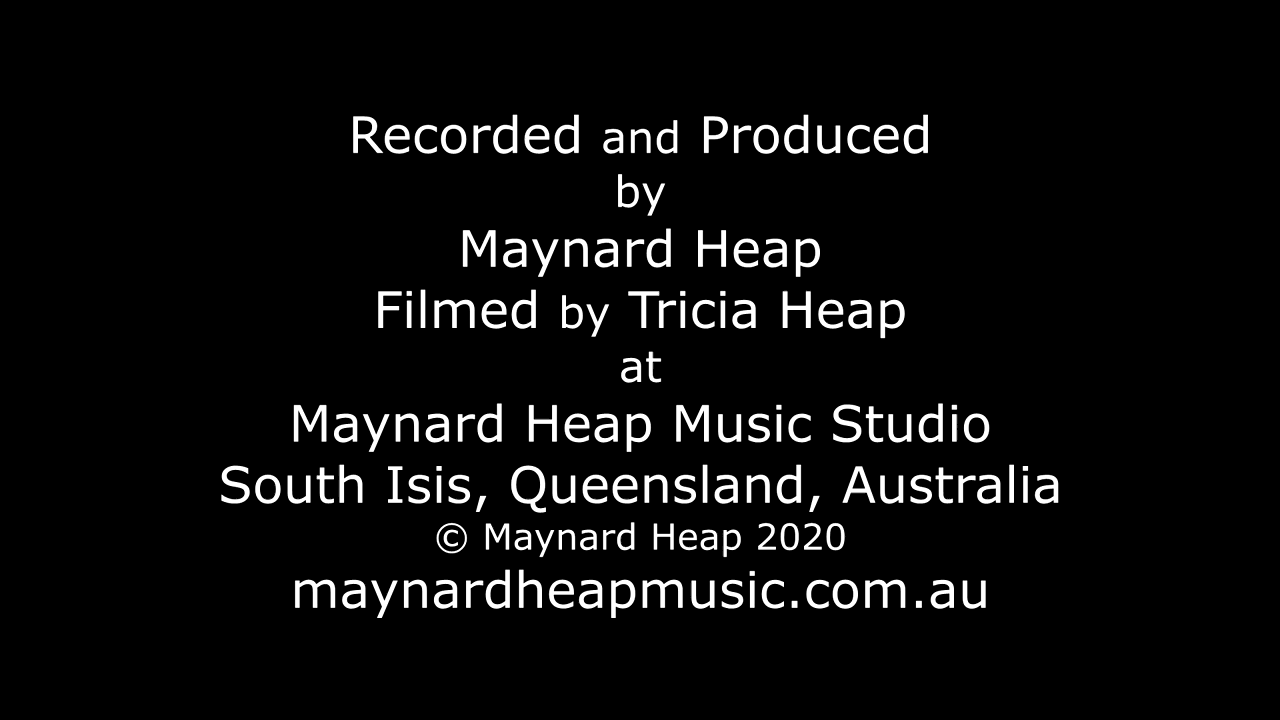 Recorded and Produced
by
Maynard Heap
Filmed by Tricia Heap
at
Maynard Heap Music Studio
South Isis, Queensland, Australia
© Maynard Heap 2020
maynardheapmusic.com.au